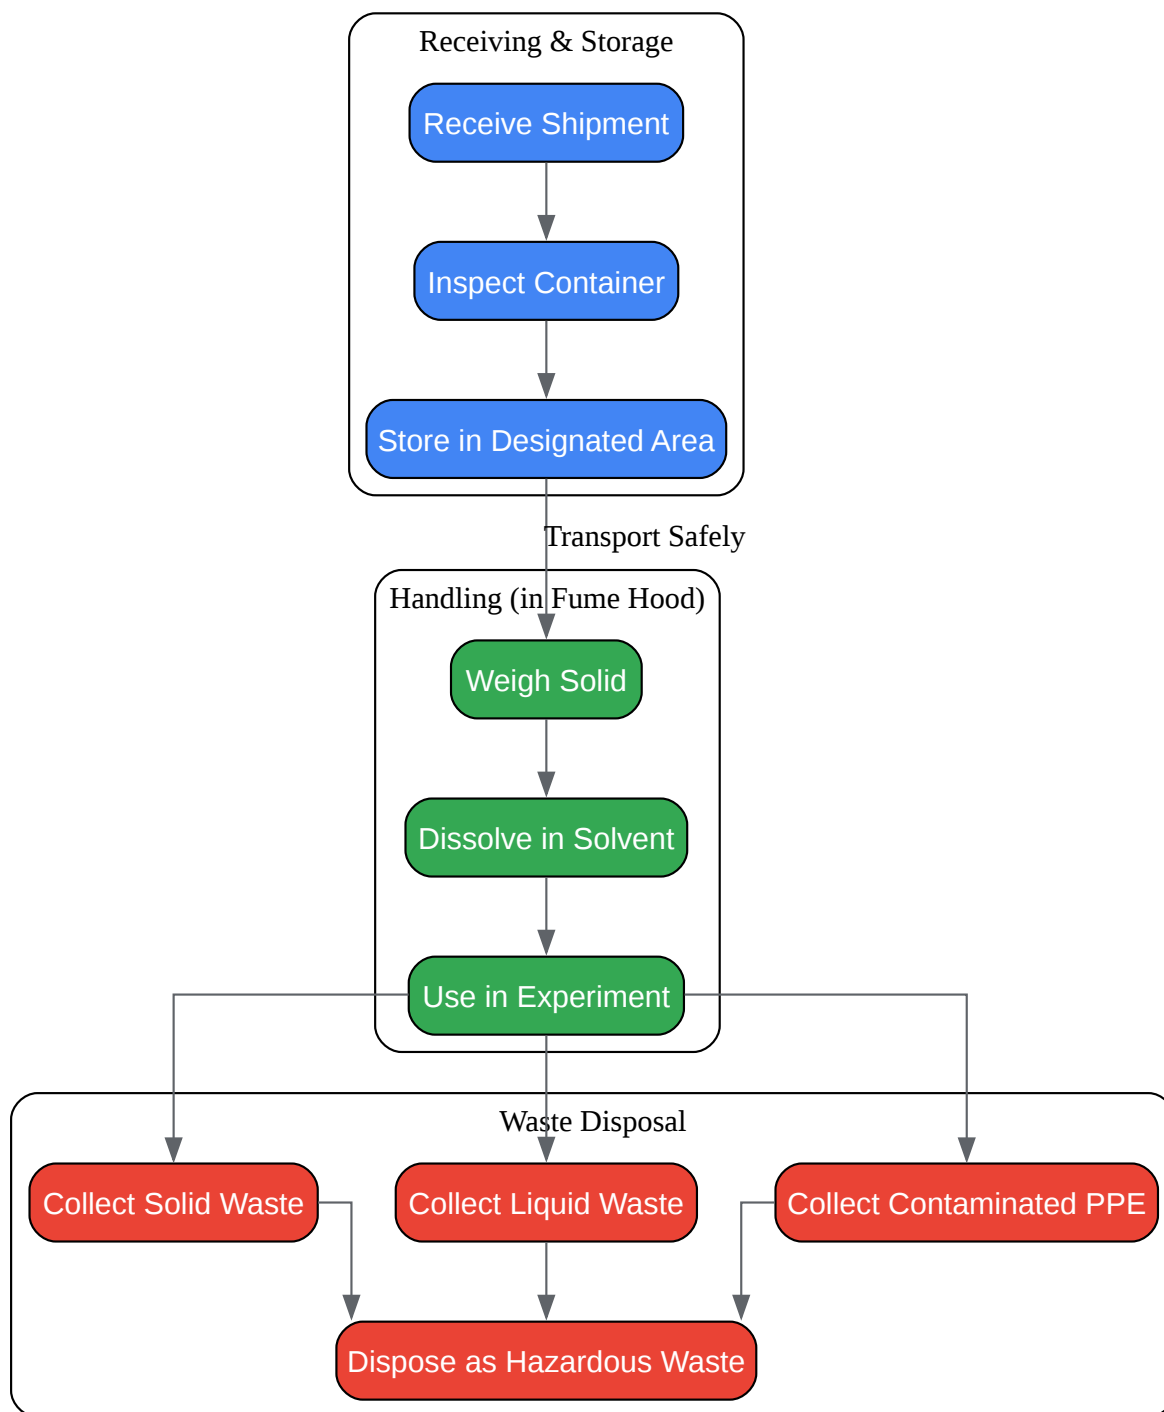 Receiving & Storage
Receive Shipment
Inspect Container
Store in Designated Area
Transport Safely
Handling (in Fume Hood)
Weigh Solid
Dissolve in Solvent
Use in Experiment
Waste Disposal
Collect Solid Waste
Collect Liquid Waste
Collect Contaminated PPE
Dispose as Hazardous Waste